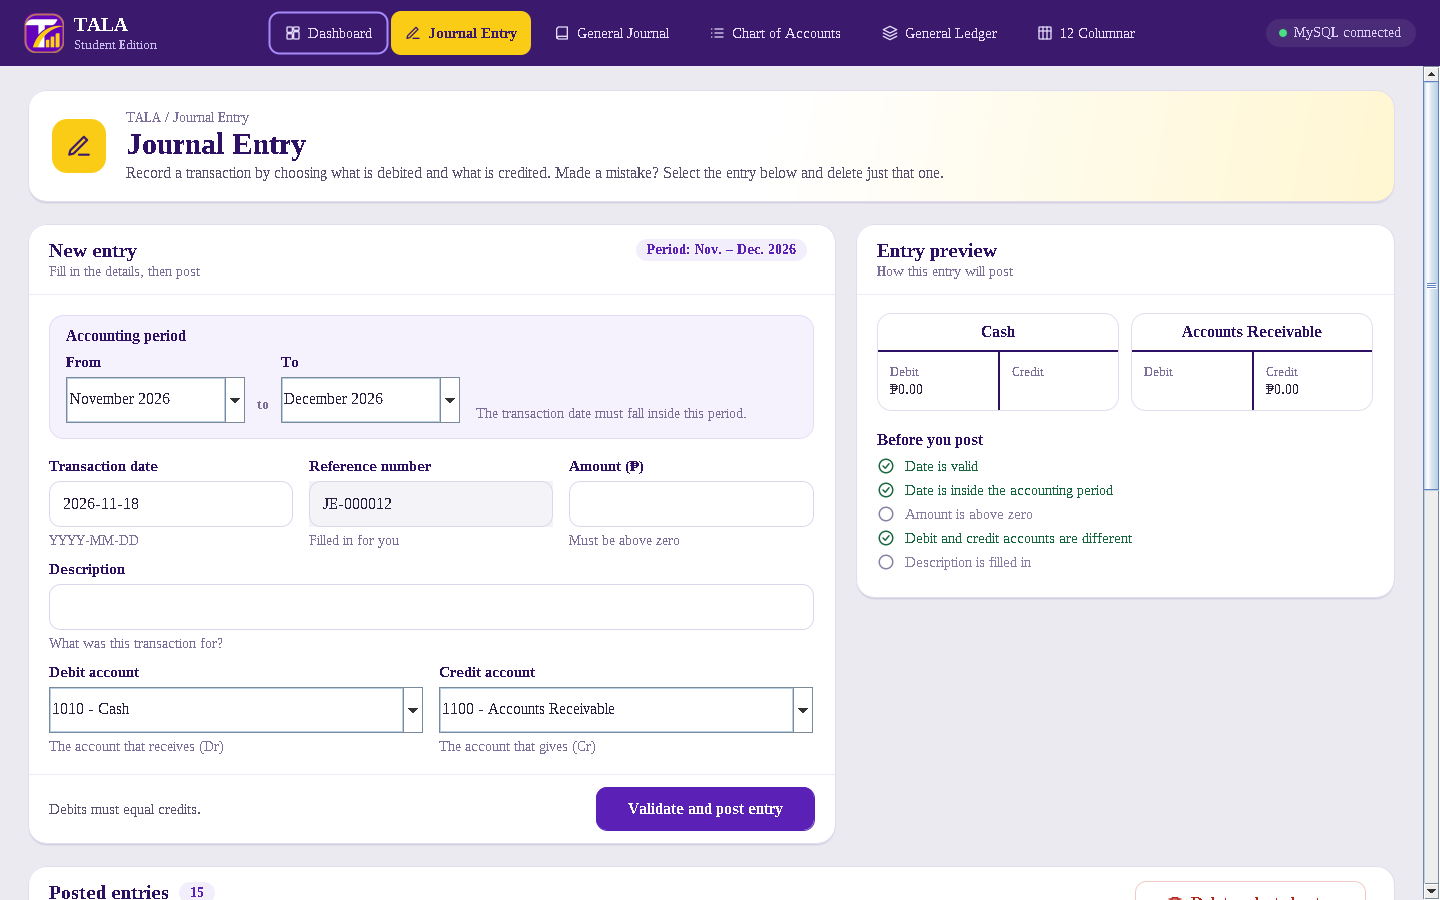 TALA
Student Edition
Dashboard
Journal Entry
General Journal
Chart of Accounts
General Ledger
12 Columnar
MySQL connected
TALA / Journal Entry
Journal Entry
Record a transaction by choosing what is debited and what is credited. Made a mistake? Select the entry below and delete just that one.
New entry
Fill in the details, then post
Period: Nov. – Dec. 2026
Accounting period
From
To
November 2026
to
December 2026
The transaction date must fall inside this period.
Transaction date
Reference number
Amount (₱)
2026-11-18
JE-000012
YYYY-MM-DD
Filled in for you
Must be above zero
Description
What was this transaction for?
Debit account
Credit account
1010 - Cash
1100 - Accounts Receivable
The account that receives (Dr)
The account that gives (Cr)
Debits must equal credits.
Validate and post entry
Entry preview
How this entry will post
Cash
Accounts Receivable
Debit
Credit
Debit
Credit
₱0.00
₱0.00
Before you post
Date is valid
Date is inside the accounting period
Amount is above zero
Debit and credit accounts are different
Description is filled in
Posted entries
15